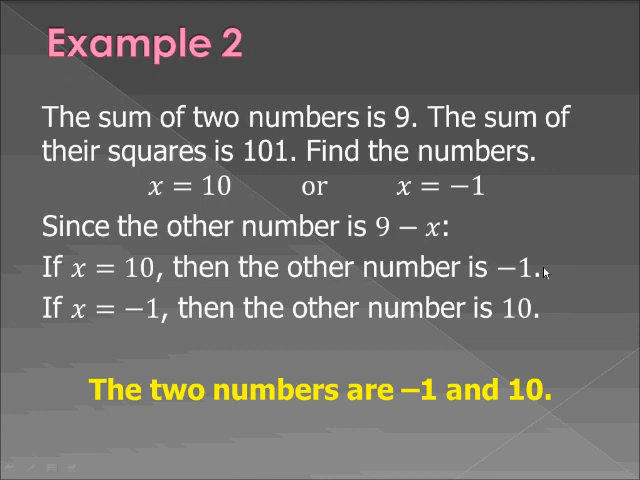 Example 2
The sum of two numbers is 9. The sum of
their squares is 101. Find the numbers.
x = 10 or x = −1
Since the other number is 9 − x:
If x = 10, then the other number is −1.
If x = −1, then the other number is 10.
The two numbers are –1 and 10.